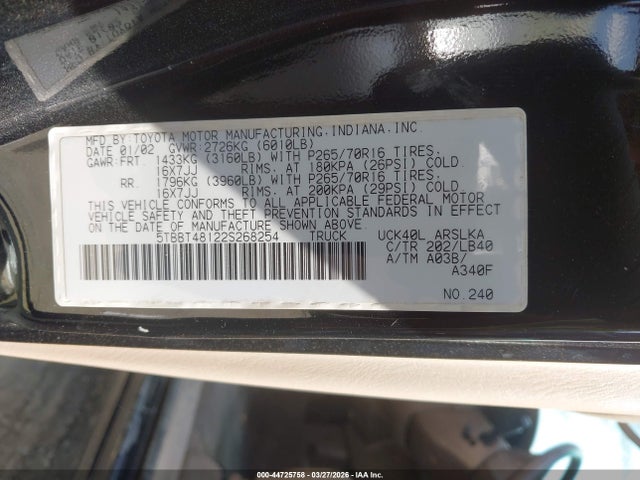 MFD.BY:TOYOTA MOTOR MANUFACTURING,INDIANA,INC.
DATE 01/02 GVWR:2726KG (6010LB)
GAWR:FRT. 1433KG (3160LB) WITH P265/70R16 TIRES,
16X7JJ RIMS, AT 180KPA (26PSI) COLD
RR. 1796KG (3960LB) WITH P265/70R16 TIRES,
16X7JJ RIMS, AT 200KPA (29PSI) COLD
THIS VEHICLE CONFORMS TO ALL APPLICABLE FEDERAL MOTOR
VEHICLE SAFETY AND THEFT PREVENTION STANDARDS IN EFFECT
ON THE DATE OF MANUFACTURE SHOWN ABOVE.
5TBBT48122S268254 TRUCK UCK40L ARSLKA
C/TR 202/LB40
A/TM A03B/
A340F
NO.240
000-44725758 | 03/27/2026 | IAA Inc.